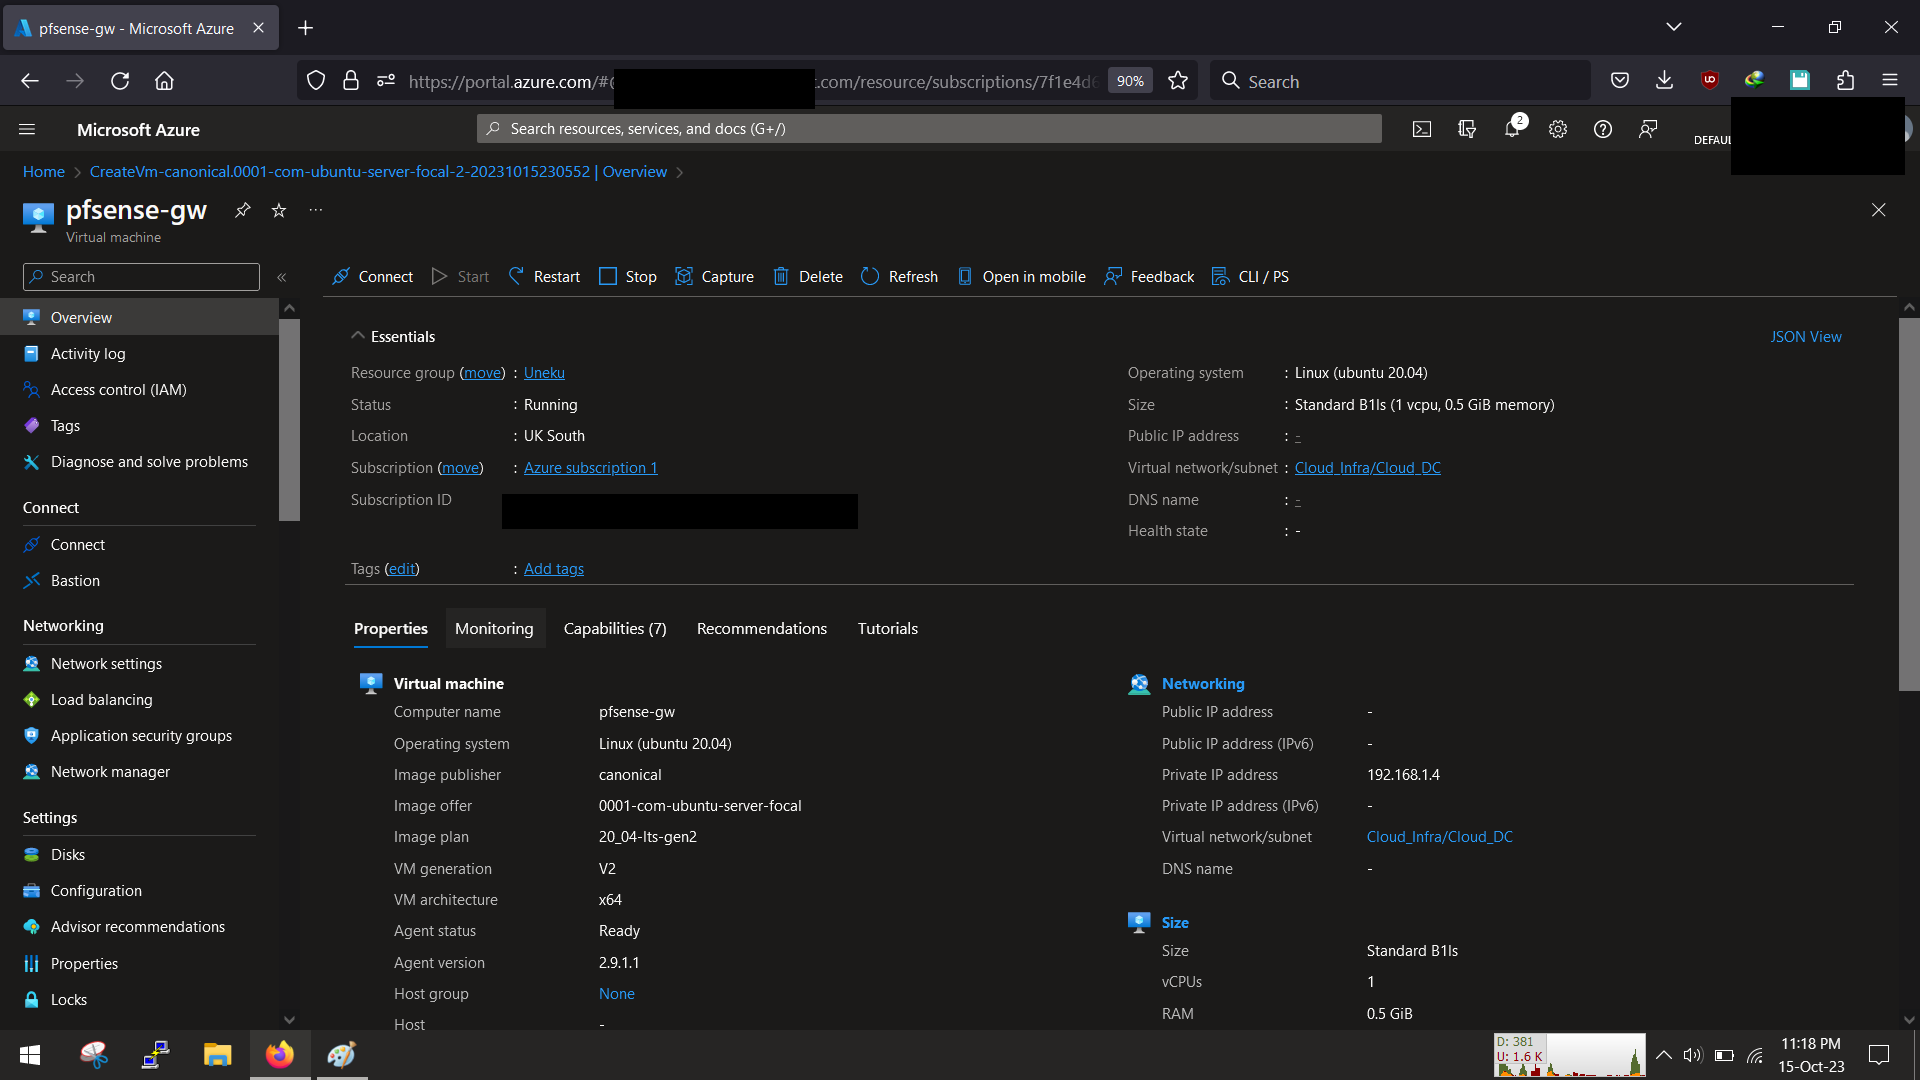 pfsense-gw - Microsoft Azure
https://portal.azure.com/#
.com/resource/subscriptions/7f1e4d6
90%
Search
Microsoft Azure
Search resources, services, and docs (G+/)
2
DEFAUL
Home > CreateVm-canonical.0001-com-ubuntu-server-focal-2-20231015230552 | Overview >
pfsense-gw
Virtual machine
Search
Connect Start Restart Stop Capture Delete Refresh Open in mobile Feedback CLI / PS
Overview
Activity log
Access control (IAM)
Tags
Diagnose and solve problems
Connect
Connect
Bastion
Networking
Network settings
Load balancing
Application security groups
Network manager
Settings
Disks
Configuration
Advisor recommendations
Properties
Locks
Essentials
JSON View
Resource group (move) : Uneku
Status : Running
Location : UK South
Subscription (move) : Azure subscription 1
Subscription ID
Tags (edit) : Add tags
Operating system : Linux (ubuntu 20.04)
Size : Standard B1ls (1 vcpu, 0.5 GiB memory)
Public IP address : -
Virtual network/subnet : Cloud_Infra/Cloud_DC
DNS name : -
Health state : -
Properties Monitoring Capabilities (7) Recommendations Tutorials
Virtual machine
Computer name pfsense-gw
Operating system Linux (ubuntu 20.04)
Image publisher canonical
Image offer 0001-com-ubuntu-server-focal
Image plan 20_04-lts-gen2
VM generation V2
VM architecture x64
Agent status Ready
Agent version 2.9.1.1
Host group None
Host -
Networking
Public IP address -
Public IP address (IPv6) -
Private IP address 192.168.1.4
Private IP address (IPv6) -
Virtual network/subnet Cloud_Infra/Cloud_DC
DNS name -
Size
Size Standard B1ls
vCPUs 1
RAM 0.5 GiB
D: 381
U: 1.6 K
11:18 PM
15-Oct-23